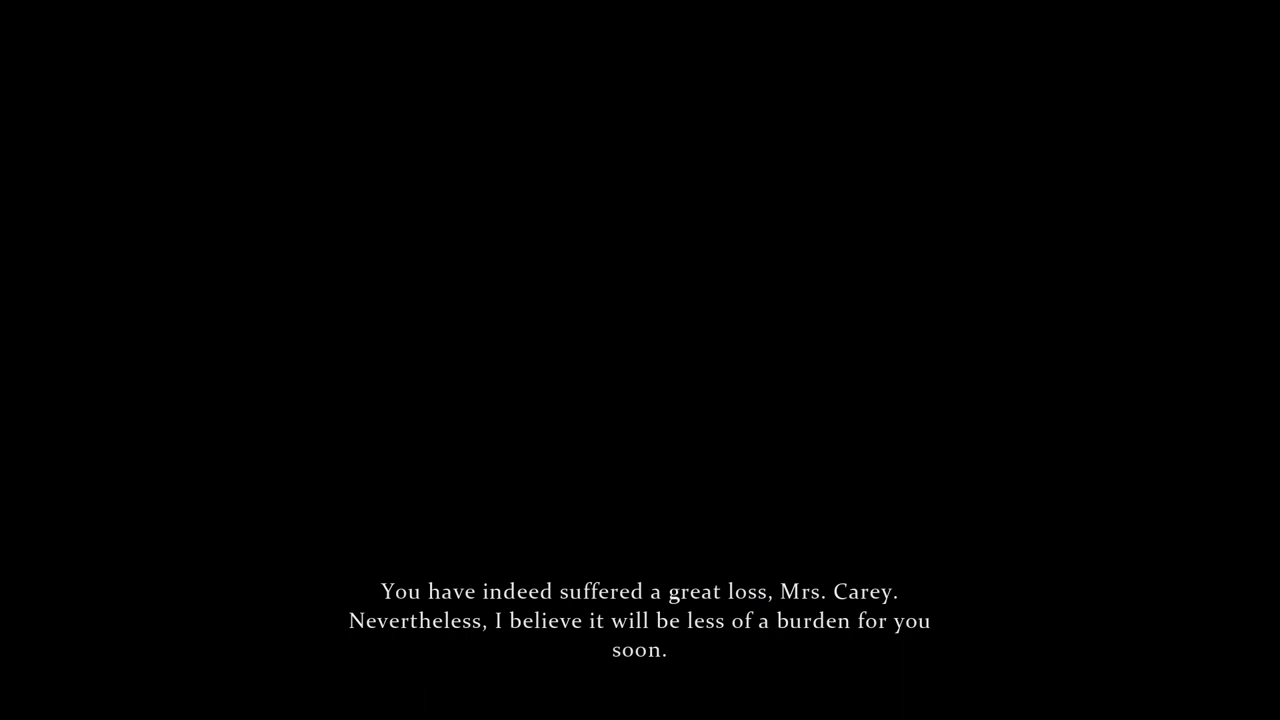 You have indeed suffered a great loss, Mrs. Carey.
Nevertheless, I believe it will be less of a burden for you
soon.